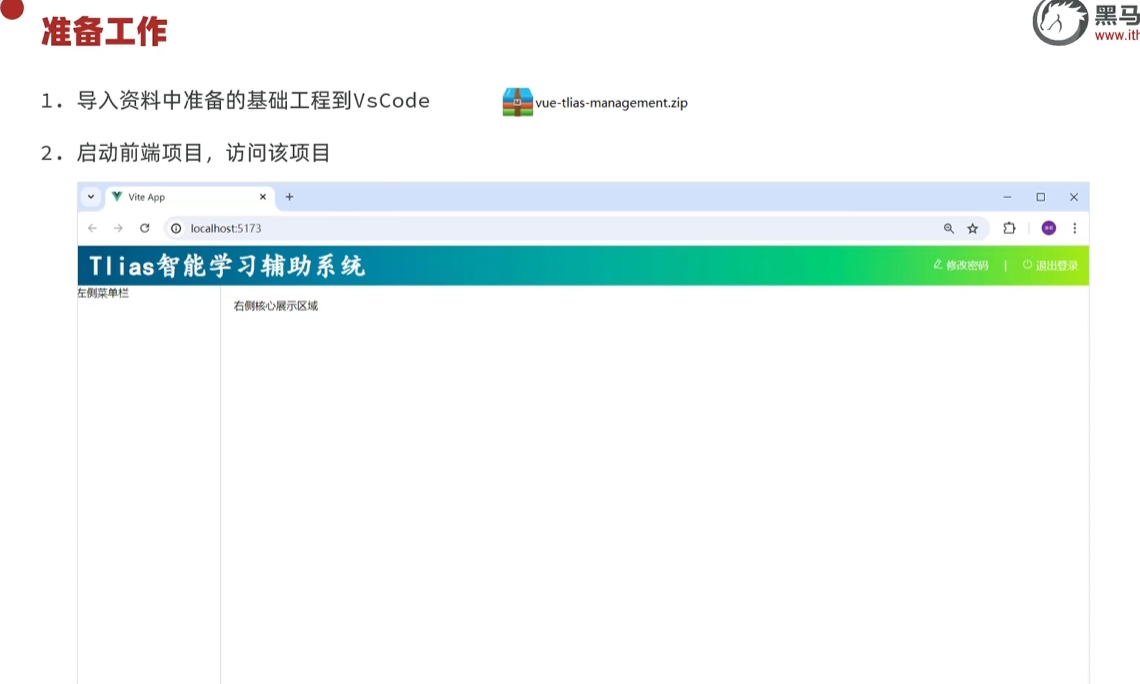 准备工作
黑马
www.ith
1. 导入资料中准备的基础工程到VsCode
vue-tlias-management.zip
2. 启动前端项目，访问该项目
Vite App
localhost:5173
Tlias智能学习辅助系统
修改密码 | 退出登录
左侧菜单栏
右侧核心展示区域